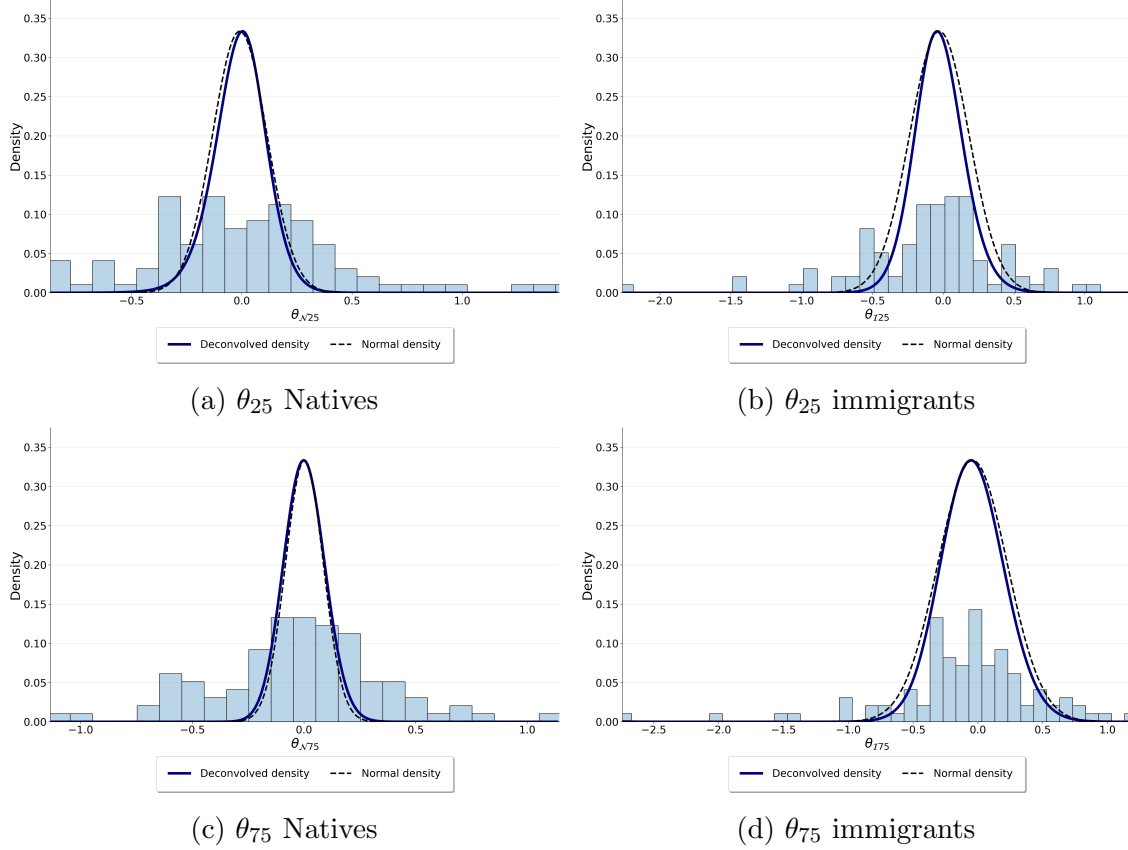 0.35
0.30
0.25
0.20
0.15
0.10
0.05
0.00
Density
−0.5 0.0 0.5 1.0
θ𝒩25
Deconvolved density Normal density
(a) θ25 Natives
0.35
0.30
0.25
0.20
0.15
0.10
0.05
0.00
Density
−2.0 −1.5 −1.0 −0.5 0.0 0.5 1.0
θℐ25
Deconvolved density Normal density
(b) θ25 immigrants
0.35
0.30
0.25
0.20
0.15
0.10
0.05
0.00
Density
−1.0 −0.5 0.0 0.5 1.0
θ𝒩75
Deconvolved density Normal density
(c) θ75 Natives
0.35
0.30
0.25
0.20
0.15
0.10
0.05
0.00
Density
−2.5 −2.0 −1.5 −1.0 −0.5 0.0 0.5 1.0
θℐ75
Deconvolved density Normal density
(d) θ75 immigrants